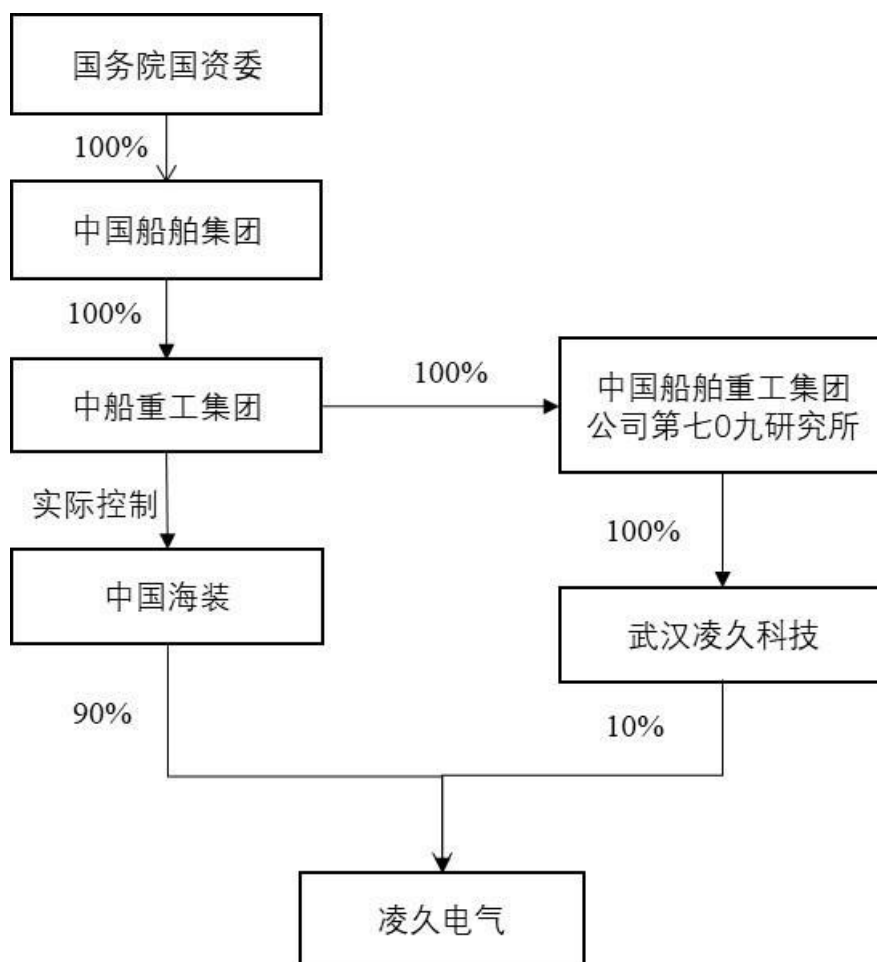 国务院国资委
100%
中国船舶集团
100%
中船重工集团
100%
中国船舶重工集团
公司第七0九研究所
实际控制
100%
中国海装
武汉凌久科技
90%
10%
凌久电气